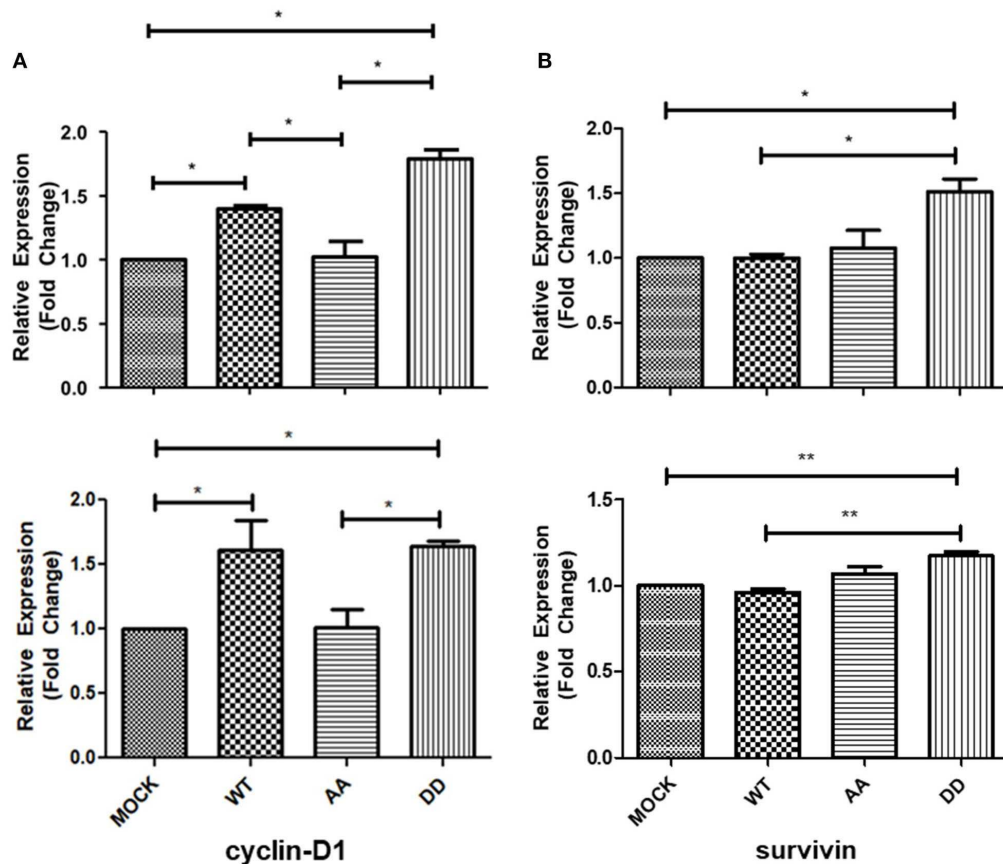 A
*
*
*
*
Relative Expression
(Fold Change)
2.0
1.5
1.0
0.5
0.0
*
*
*
Relative Expression
(Fold Change)
2.0
1.5
1.0
0.5
0.0
MOCK
WT
AA
DD
cyclin-D1
B
*
*
Relative Expression
(Fold Change)
2.0
1.5
1.0
0.5
0.0
**
**
Relative Expression
(Fold Change)
1.5
1.0
0.5
0.0
MOCK
WT
AA
DD
survivin